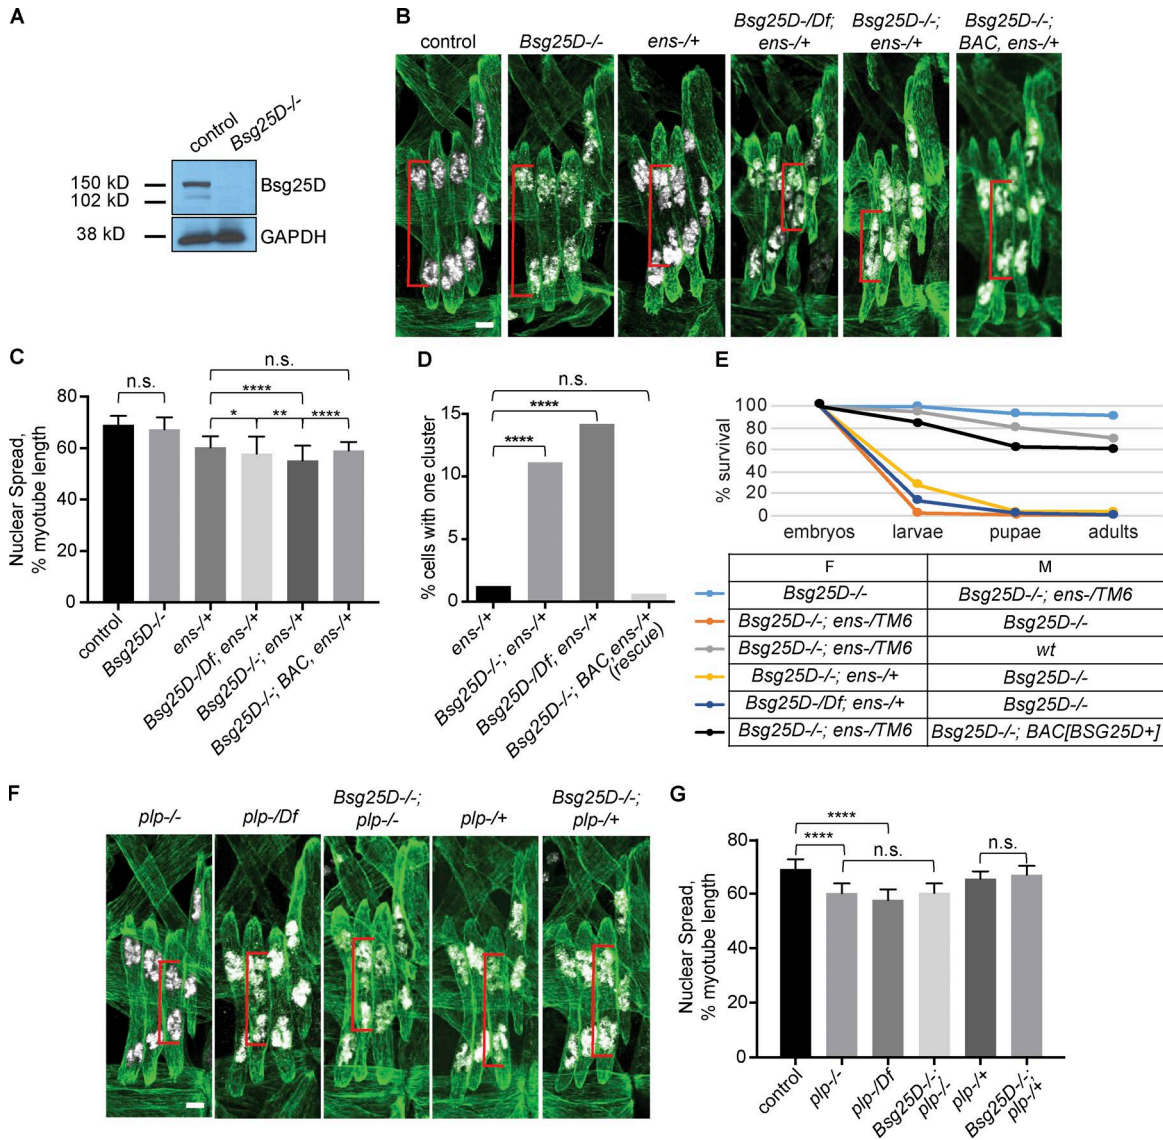 A
control
Bsg25D-/-
150 kD
102 kD
38 kD
Bsg25D
GAPDH
B
control
Bsg25D-/-
ens-/+
Bsg25D-/Df;
ens-/+
Bsg25D-/-;
ens-/+
Bsg25D-/-;
BAC, ens-/+
C
Nuclear Spread,
% myotube length
80
60
40
20
0
n.s.
n.s.
****
*
**
****
control
Bsg25D-/-
ens-/+
Bsg25D-/Df; ens-/+
Bsg25D-/-; ens-/+
Bsg25D-/-; BAC, ens-/+
D
% cells with one cluster
15
10
5
0
n.s.
****
****
ens-/+
Bsg25D-/-; ens-/+
Bsg25D-/Df; ens-/+
Bsg25D-/-; BAC; ens-/+
(rescue)
E
% survival
100
80
60
40
20
0
embryos
larvae
pupae
adults
F
M
Bsg25D-/-
Bsg25D-/-; ens-/TM6
Bsg25D-/-; ens-/TM6
Bsg25D-/-
Bsg25D-/-; ens-/TM6
wt
Bsg25D-/-; ens-/+
Bsg25D-/-
Bsg25D-/Df; ens-/+
Bsg25D-/-
Bsg25D-/-; ens-/TM6
Bsg25D-/-; BAC[BSG25D+]
F
plp-/-
plp-/Df
Bsg25D-/-;
plp-/-
plp-/+
Bsg25D-/-;
plp-/+
G
Nuclear Spread,
% myotube length
80
60
40
20
0
****
****
n.s.
n.s.
control
plp-/-
plp-/Df
Bsg25D-/-;
plp-/-
plp-/+
Bsg25D-/-;
plp-/+